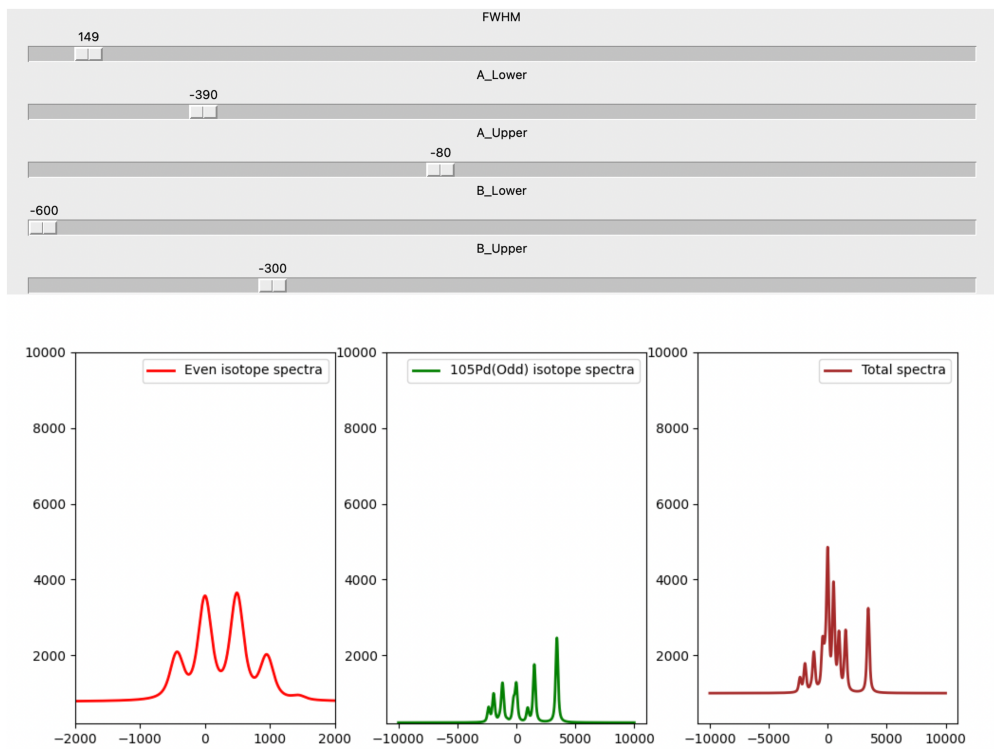 FWHM
149
A_Lower
-390
A_Upper
-80
B_Lower
-600
B_Upper
-300
10000
8000
6000
4000
2000
Even isotope spectra
−2000 −1000 0 1000 2000
10000
8000
6000
4000
2000
105Pd(Odd) isotope spectra
−10000 −5000 0 5000 10000
10000
8000
6000
4000
2000
Total spectra
−10000 −5000 0 5000 10000